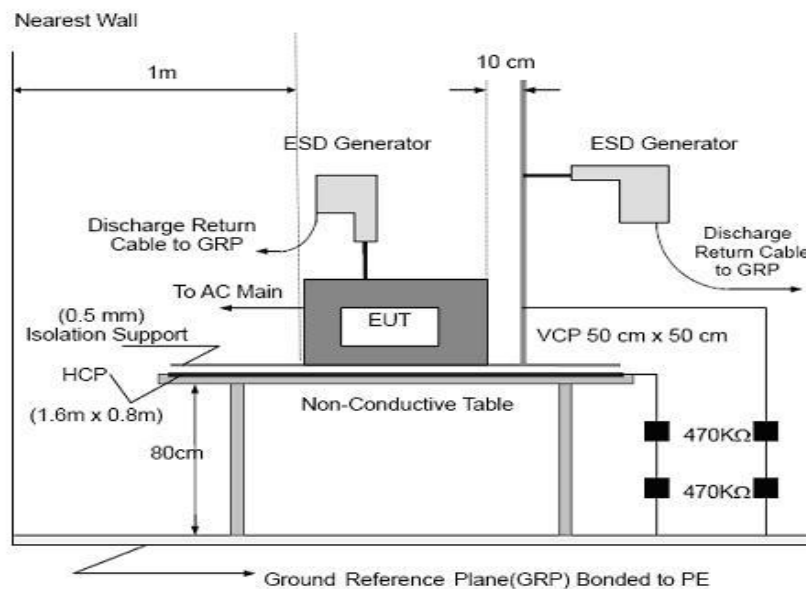 Nearest Wall
1m
10 cm
ESD Generator
ESD Generator
Discharge Return
Cable to GRP
Discharge
Return Cable
to GRP
To AC Main
(0.5 mm)
Isolation Support
EUT
VCP 50 cm x 50 cm
HCP
(1.6m x 0.8m)
Non-Conductive Table
80cm
470KΩ
470KΩ
Ground Reference Plane(GRP) Bonded to PE